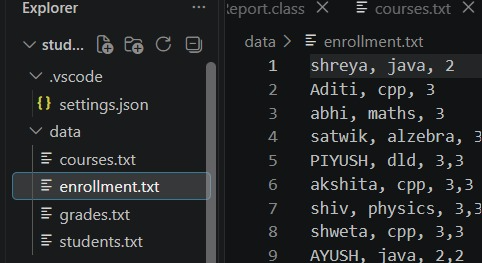 Explorer
stud...
.vscode
{} settings.json
data
courses.txt
enrollment.txt
grades.txt
students.txt
Report.class
courses.txt
data > enrollment.txt
1 shreya, java, 2
2 Aditi, cpp, 3
3 abhi, maths, 3
4 satwik, alzebra, 3
5 PIYUSH, dld, 3,3
6 akshita, cpp, 3,3
7 shiv, physics, 3,3
8 shweta, cpp, 3,3
9 AYUSH, java, 2,2